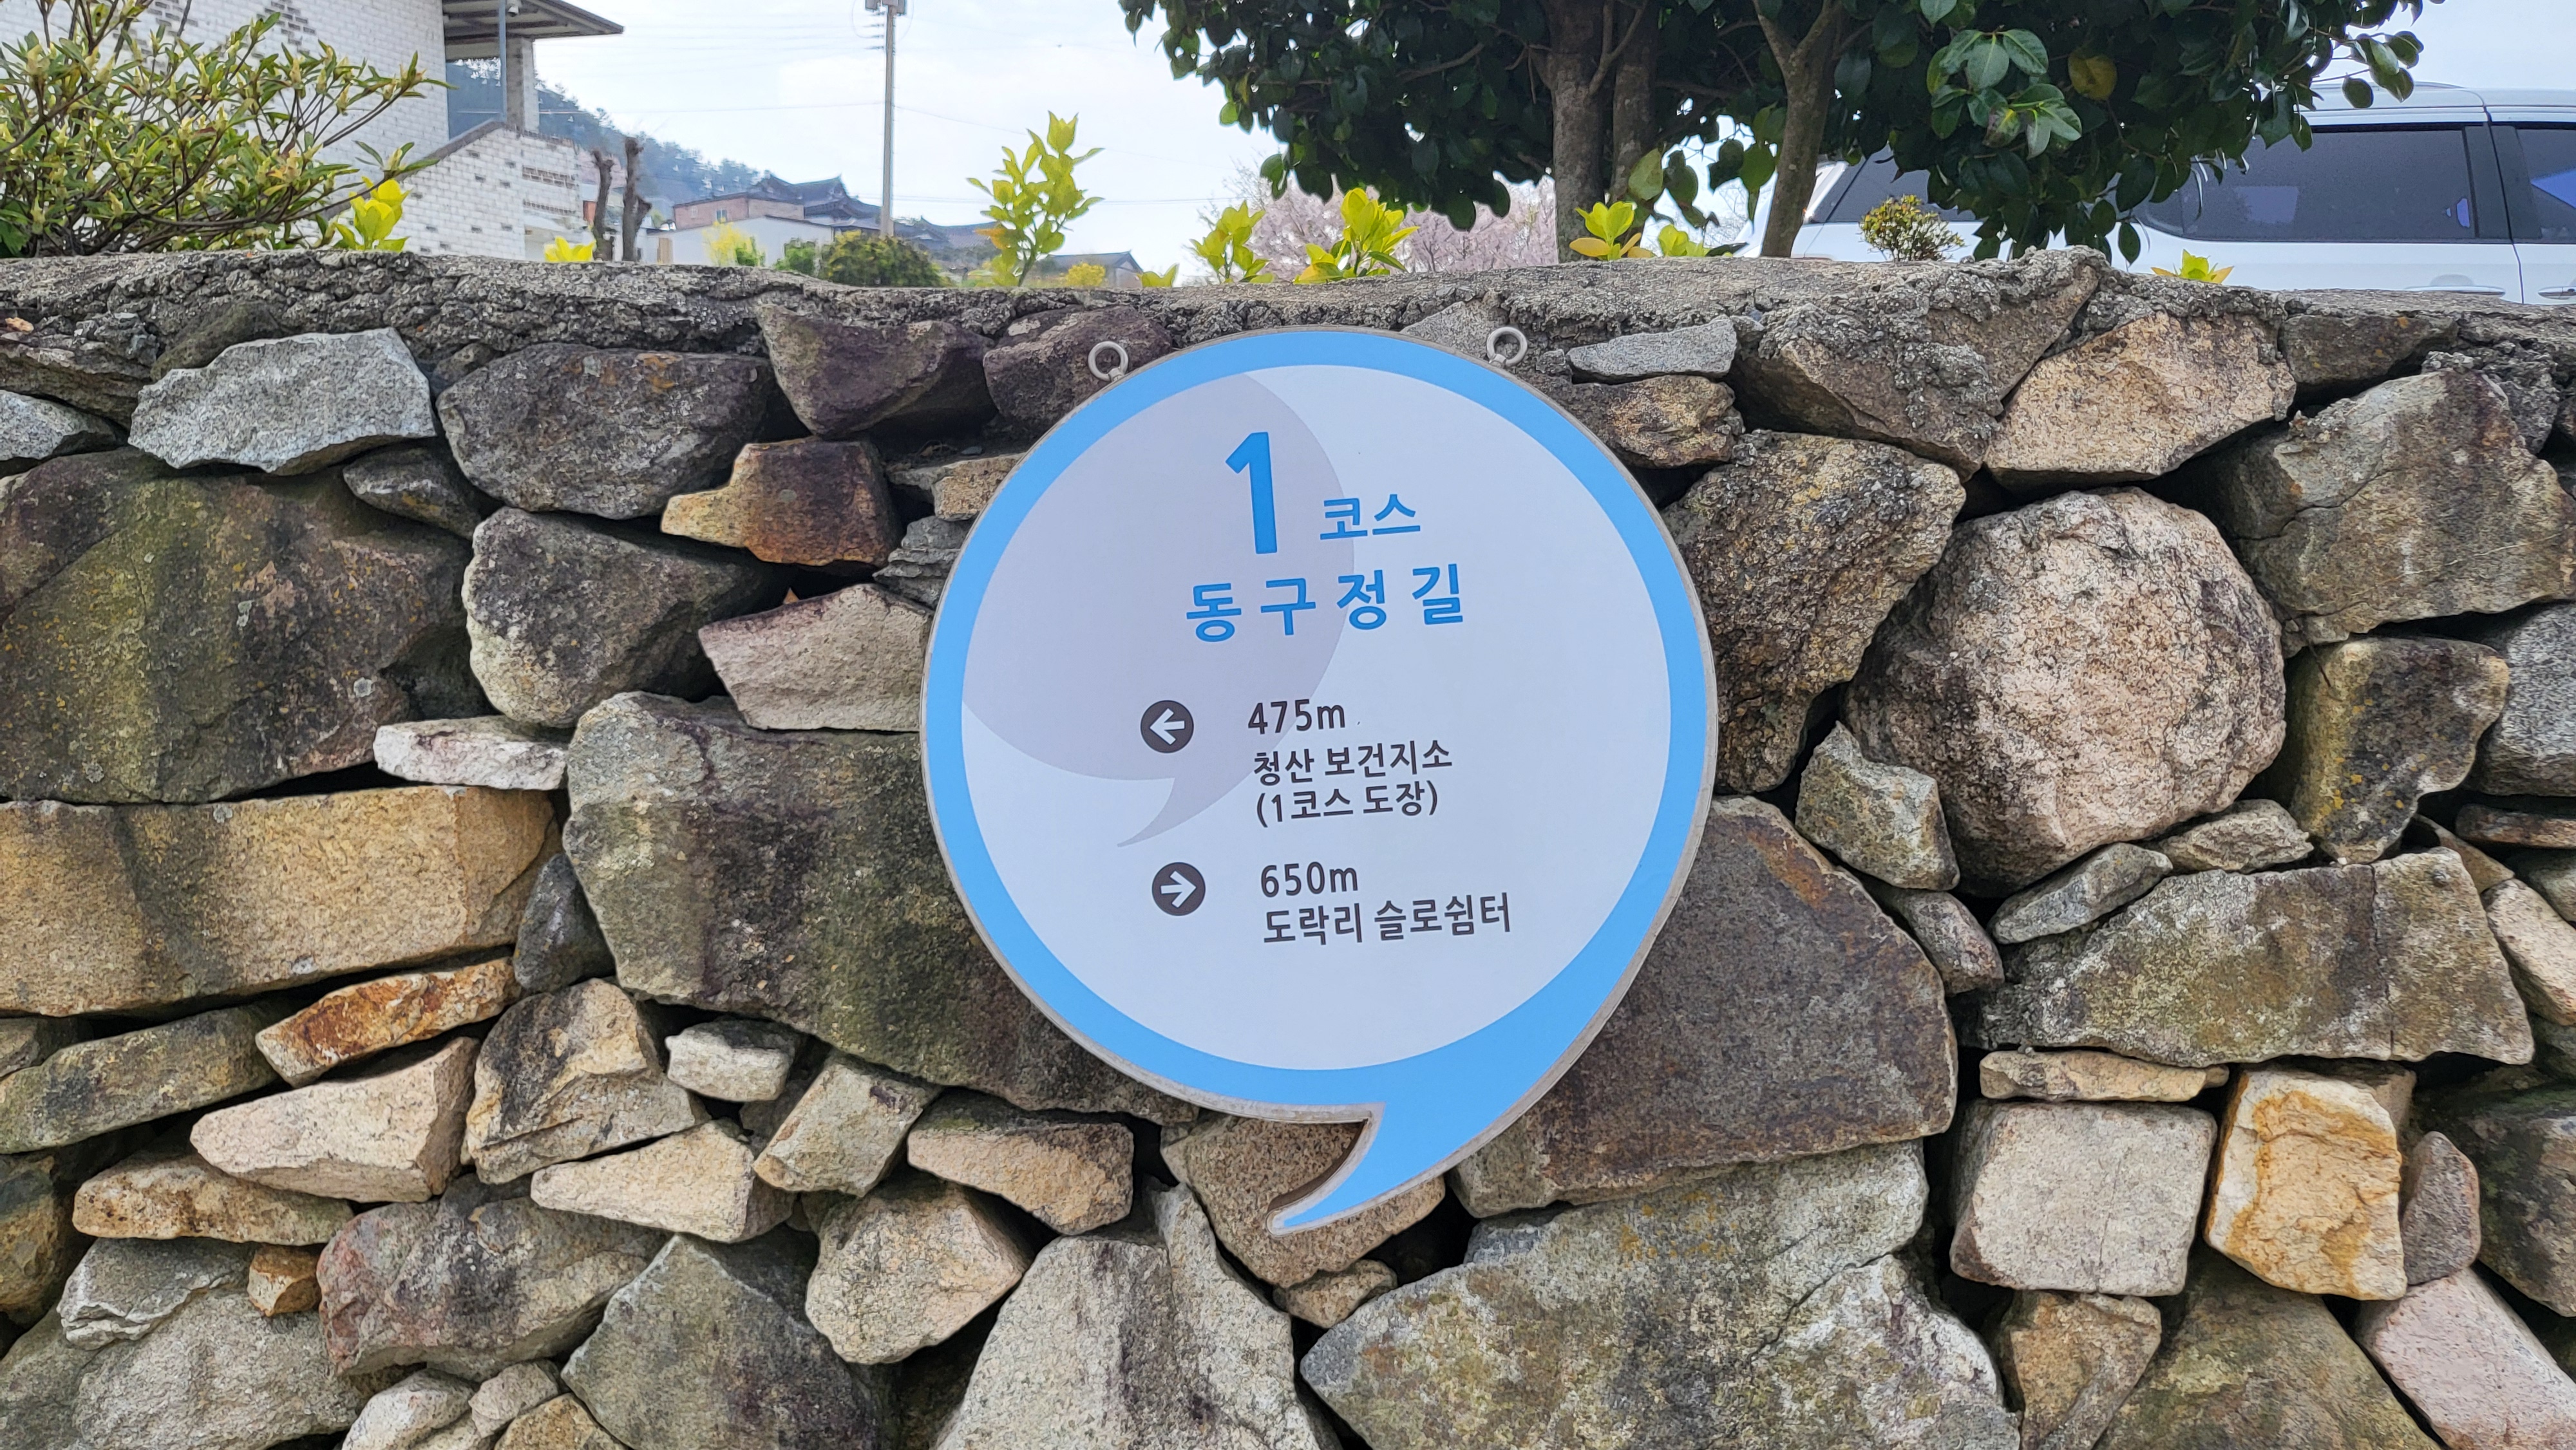 1 코스
동구정길
475m
청산 보건지소
(1코스 도장)
650m
도락리 슬로쉼터